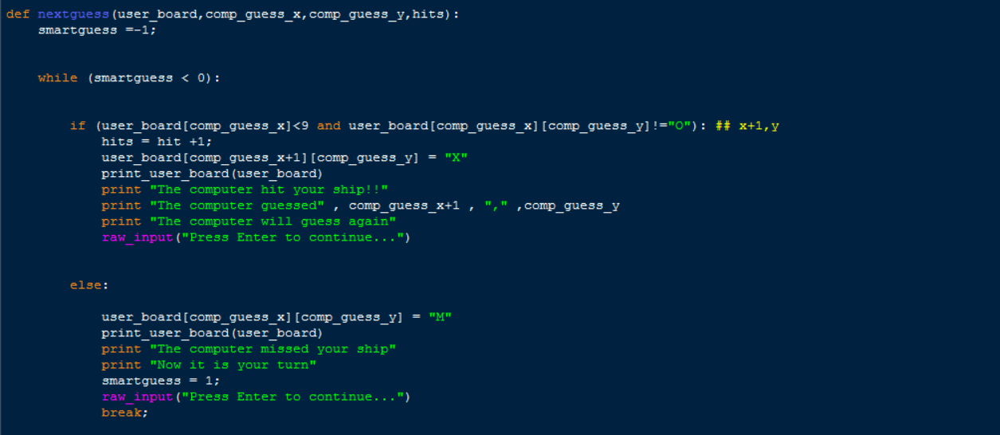 def nextguess(user_board,comp_guess_x,comp_guess_y,hits):
    smartguess =-1;
    while (smartguess < 0):
        if (user_board[comp_guess_x]<9 and user_board[comp_guess_x][comp_guess_y]!="O"): ## x+1,y
            hits = hit +1;
            user_board[comp_guess_x+1][comp_guess_y] = "X"
            print_user_board(user_board)
            print "The computer hit your ship!!"
            print "The computer guessed" , comp_guess_x+1 , "," ,comp_guess_y
            print "The computer will guess again"
            raw_input("Press Enter to continue...")
        else:
            user_board[comp_guess_x][comp_guess_y] = "M"
            print_user_board(user_board)
            print "The computer missed your ship"
            print "Now it is your turn"
            smartguess = 1;
            raw_input("Press Enter to continue...")
            break;